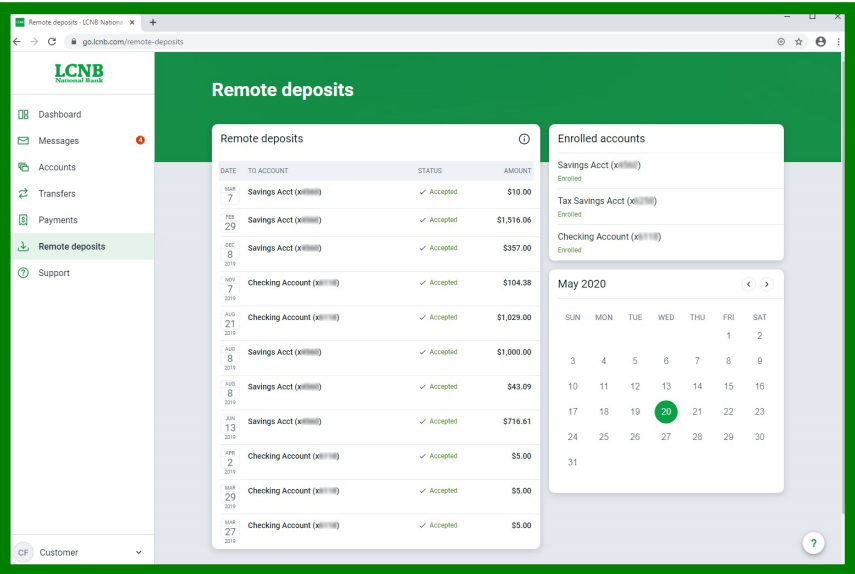 Remote deposits - LCNB National
go.lcnb.com/remote-deposits
LCNB
National Bank
Dashboard
Messages 4
Accounts
Transfers
Payments
Remote deposits
Support
CF Customer
Remote deposits
Remote deposits
DATE TO ACCOUNT STATUS AMOUNT
MAR 7 Savings Acct (x) Accepted $10.00
FEB 29 Savings Acct (x) Accepted $1,516.06
DEC 8 2019 Savings Acct (x) Accepted $357.00
NOV 7 2019 Checking Account (x) Accepted $104.38
AUG 21 2019 Checking Account (x) Accepted $1,029.00
AUG 8 2019 Savings Acct (x) Accepted $1,000.00
AUG 8 2019 Savings Acct (x) Accepted $43.09
JUN 13 2019 Savings Acct (x) Accepted $716.61
APR 2 2019 Checking Account (x) Accepted $5.00
MAR 29 2019 Checking Account (x) Accepted $5.00
MAR 27 2019 Checking Account (x) Accepted $5.00
Enrolled accounts
Savings Acct (x)
Enrolled
Tax Savings Acct (x)
Enrolled
Checking Account (x)
Enrolled
May 2020
SUN MON TUE WED THU FRI SAT
1 2
3 4 5 6 7 8 9
10 11 12 13 14 15 16
17 18 19 20 21 22 23
24 25 26 27 28 29 30
31
?